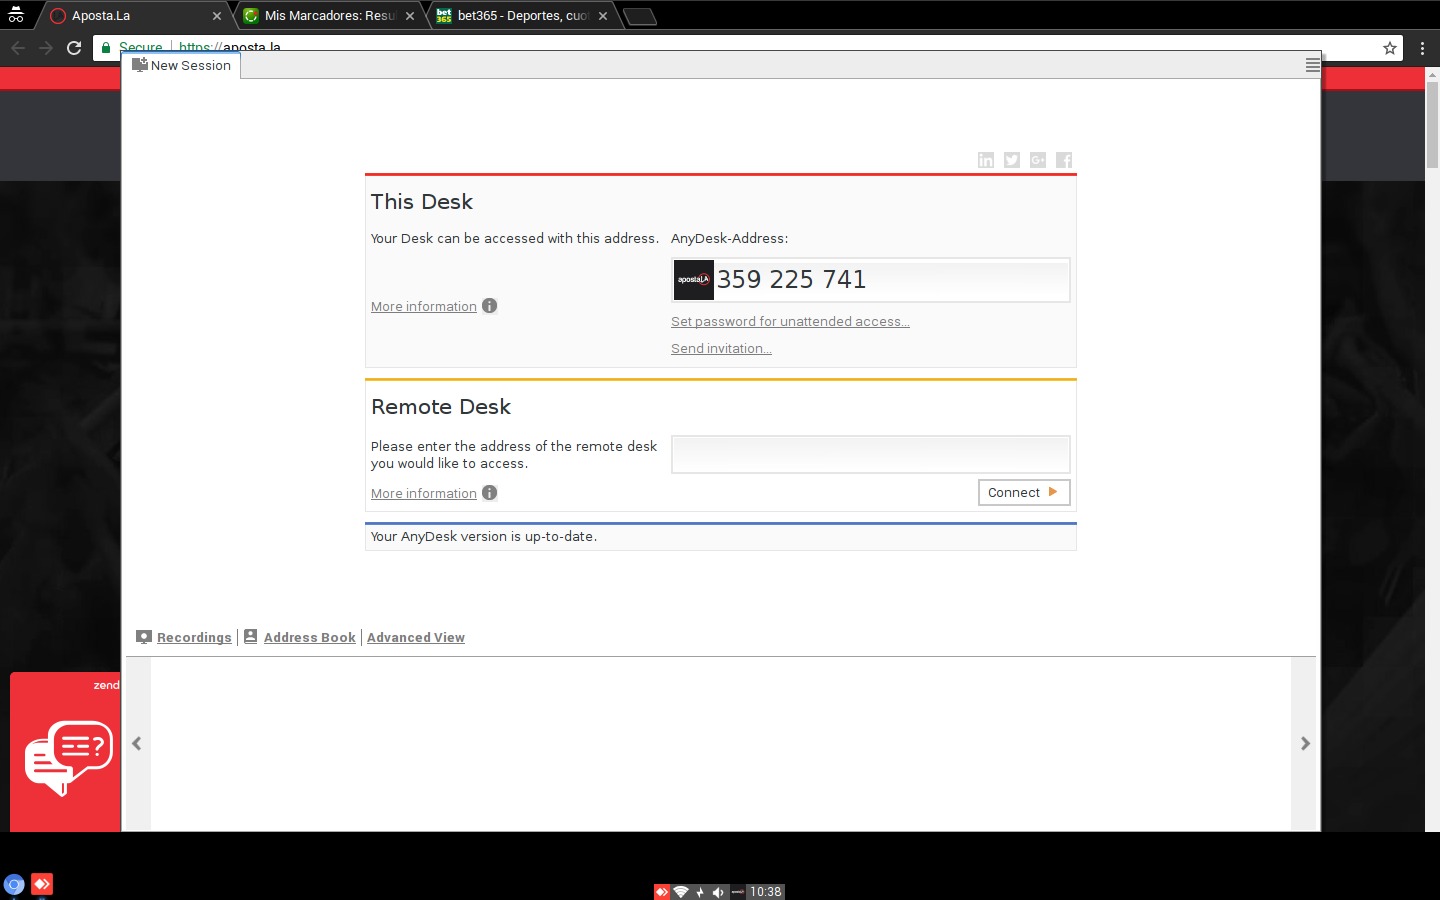 Aposta.La
Mis Marcadores: Resu
bet365 - Deportes, cuo
Secure
https://aposta.la
New Session
This Desk
Your Desk can be accessed with this address.
AnyDesk-Address:
apostaLA
359 225 741
More information
Set password for unattended access...
Send invitation...
Remote Desk
Please enter the address of the remote desk
you would like to access.
More information
Connect
Your AnyDesk version is up-to-date.
Recordings
Address Book
Advanced View
zend
10:38